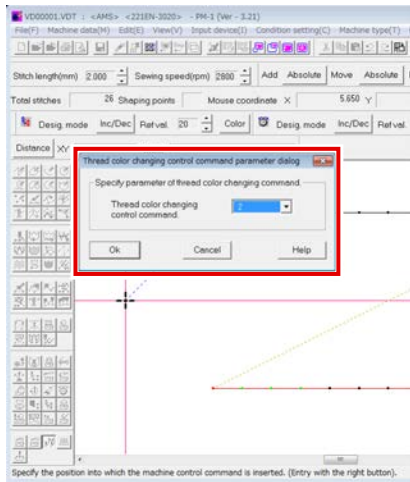 VD00001.VDT : <AMS> <221EN-3020> - PM-1 (Ver - 3.21)
File(F) Machine data(M) Edit(E) View(V) Input device(I) Condition setting(C) Machine type(T)
Stitch length(mm) 2.000 Sewing speed(rpm) 2800 Add Absolute Move Absolute
Total stitches 26 Shaping points Mouse coordinate X 5.650 Y
Desig. mode Inc/Dec Ref.val. 20 Color Desig. mode Inc/Dec Ref.val.
Distance XY
Thread color changing control command parameter dialog
Specify parameter of thread color changing command.
Thread color changing
control command. 2
Ok Cancel Help
Specify the position into which the machine control command is inserted. (Entry with the right button).